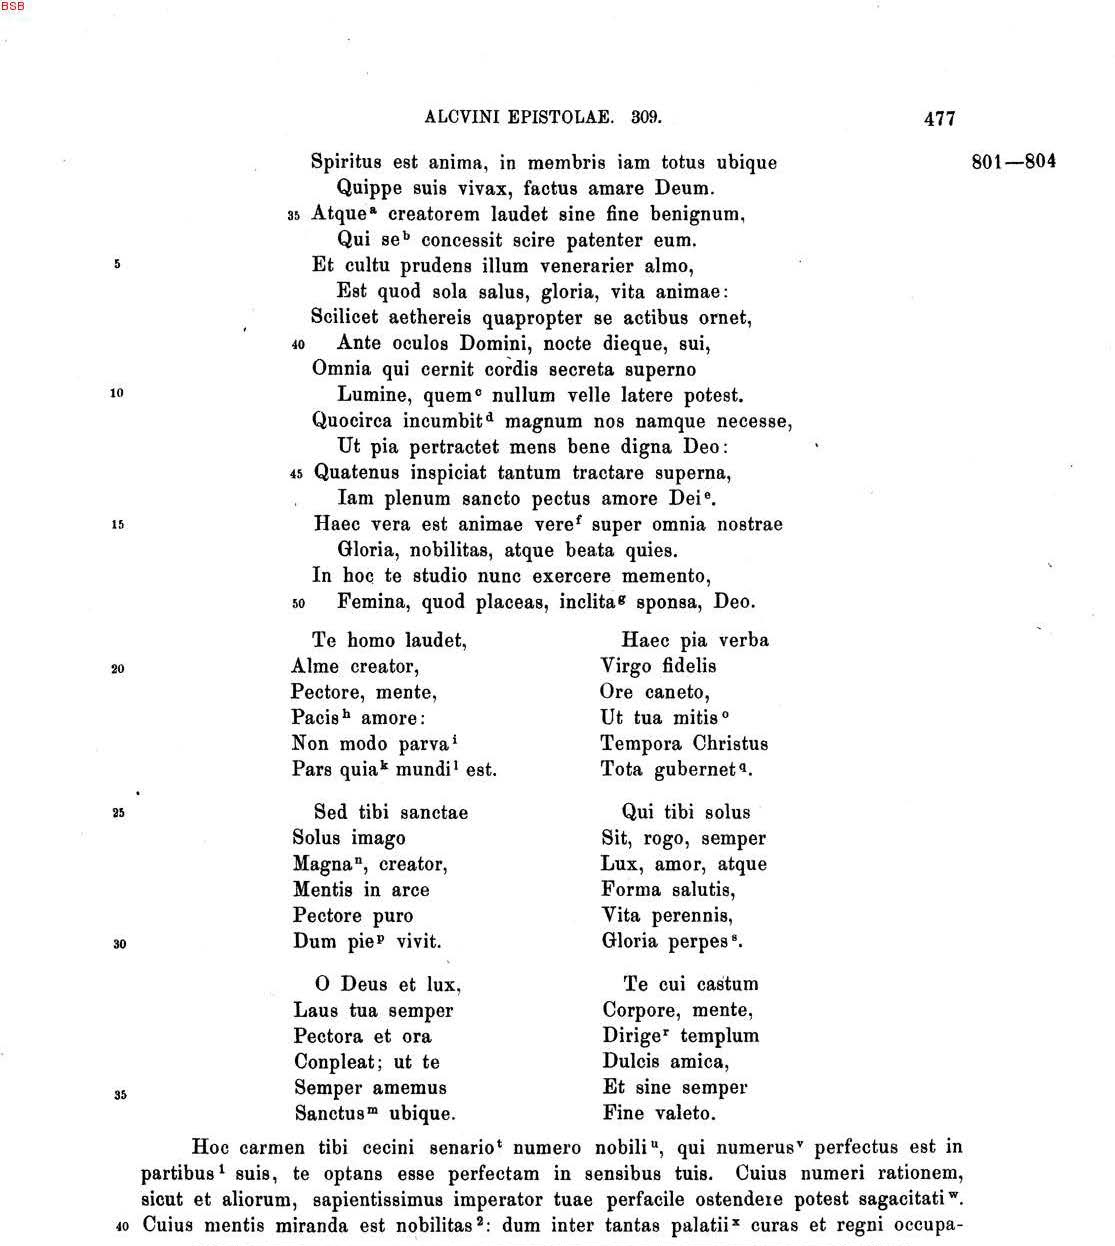 BSB
ALCVINI EPISTOLAE. 309. 477
Spiritus est anima, in membris iam totus ubique 801—804
Quippe suis vivax, factus amare Deum.
35 Atque a creatorem laudet sine fine benignum,
Qui se b concessit scire patenter eum.
5 Et cultu prudens illum venerarier almo,
Est quod sola salus, gloria, vita animae:
Scilicet aethereis quapropter se actibus ornet,
40 Ante oculos Domini, nocte dieque, sui,
Omnia qui cernit cordis secreta superno
10 Lumine, quem c nullum velle latere potest.
Quocirca incumbit d magnum nos namque necesse,
Ut pia pertractet mens bene digna Deo:
45 Quatenus inspiciat tantum tractare superna,
Iam plenum sancto pectus amore Dei e.
15 Haec vera est animae vere f super omnia nostrae
Gloria, nobilitas, atque beata quies.
In hoc te studio nunc exercere memento,
50 Femina, quod placeas, inclita g sponsa, Deo.
Te homo laudet,
20 Alme creator,
Pectore, mente,
Pacis h amore:
Non modo parva i
Pars quia k mundi l est.
Haec pia verba
Virgo fidelis
Ore caneto,
Ut tua mitis o
Tempora Christus
Tota gubernet q.
25 Sed tibi sanctae
Solus imago
Magna n, creator,
Mentis in arce
Pectore puro
30 Dum pie p vivit.
Qui tibi solus
Sit, rogo, semper
Lux, amor, atque
Forma salutis,
Vita perennis,
Gloria perpes s.
O Deus et lux,
Laus tua semper
Pectora et ora
Conpleat; ut te
35 Semper amemus
Sanctus m ubique.
Te cui castum
Corpore, mente,
Dirige r templum
Dulcis amica,
Et sine semper
Fine valeto.
Hoc carmen tibi cecini senario t numero nobili u, qui numerus v perfectus est in
partibus 1 suis, te optans esse perfectam in sensibus tuis. Cuius numeri rationem,
sicut et aliorum, sapientissimus imperator tuae perfacile ostendere potest sagacitati w.
40 Cuius mentis miranda est nobilitas 2: dum inter tantas palatii x curas et regni occupa-